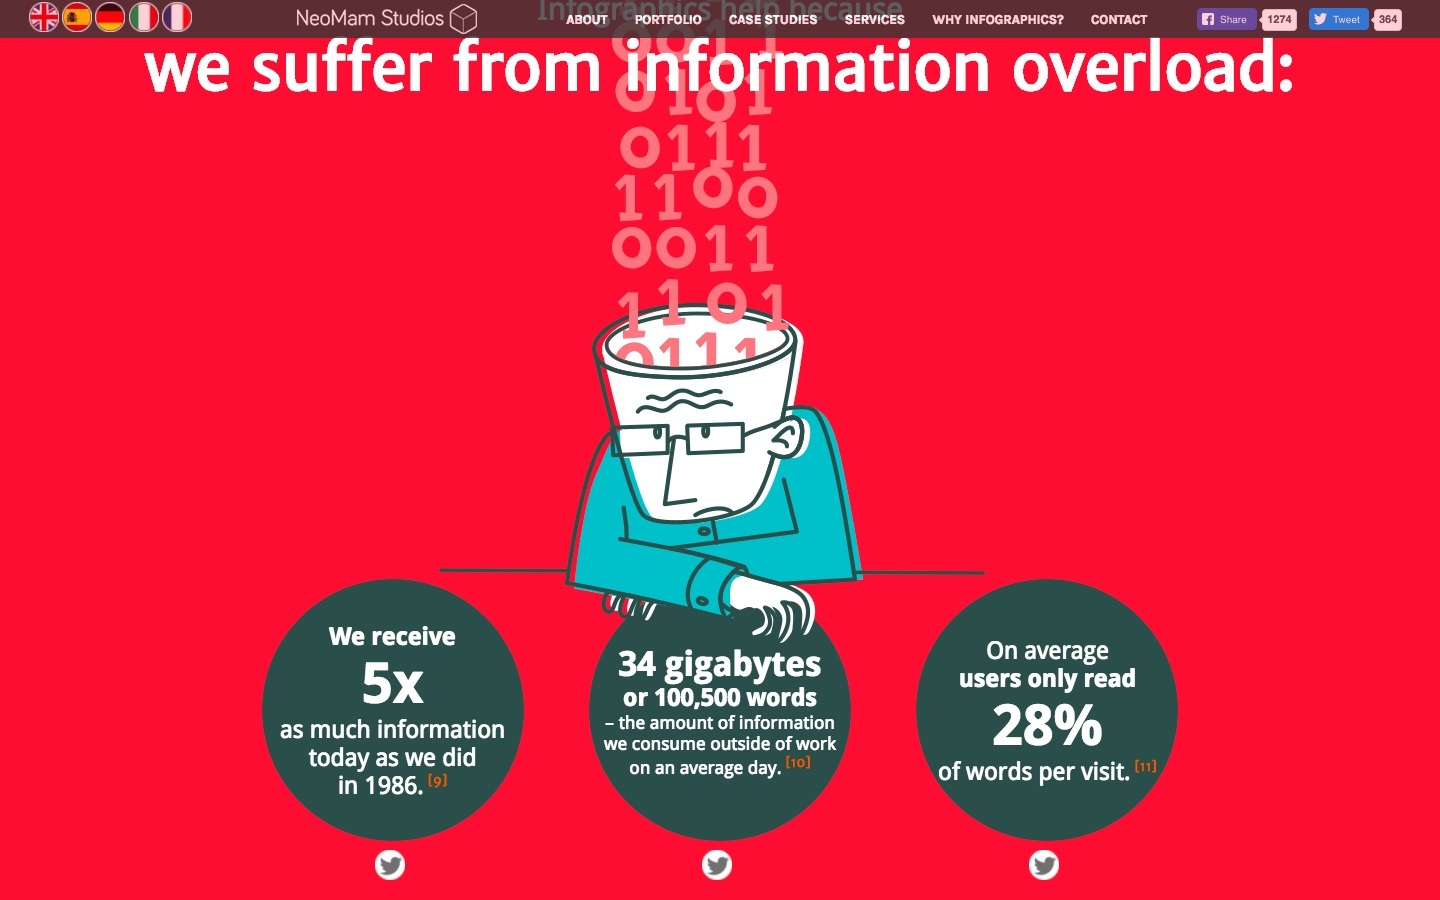 NeoMam Studios
ABOUT PORTFOLIO CASE STUDIES SERVICES WHY INFOGRAPHICS? CONTACT
Share 1274 Tweet 364
Infographics help because
we suffer from information overload:
0011
0101
0111
1100
0011
1101
0111
We receive
5x
as much information
today as we did
in 1986. [9]
34 gigabytes
or 100,500 words
– the amount of information
we consume outside of work
on an average day. [10]
On average
users only read
28%
of words per visit. [11]